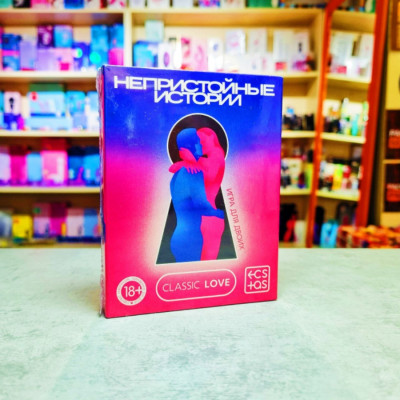 НЕПРИСТОЙНЫЕ
ИСТОРИИ
ИГРА ДЛЯ ДВОИХ
18+
CLASSIC LOVE